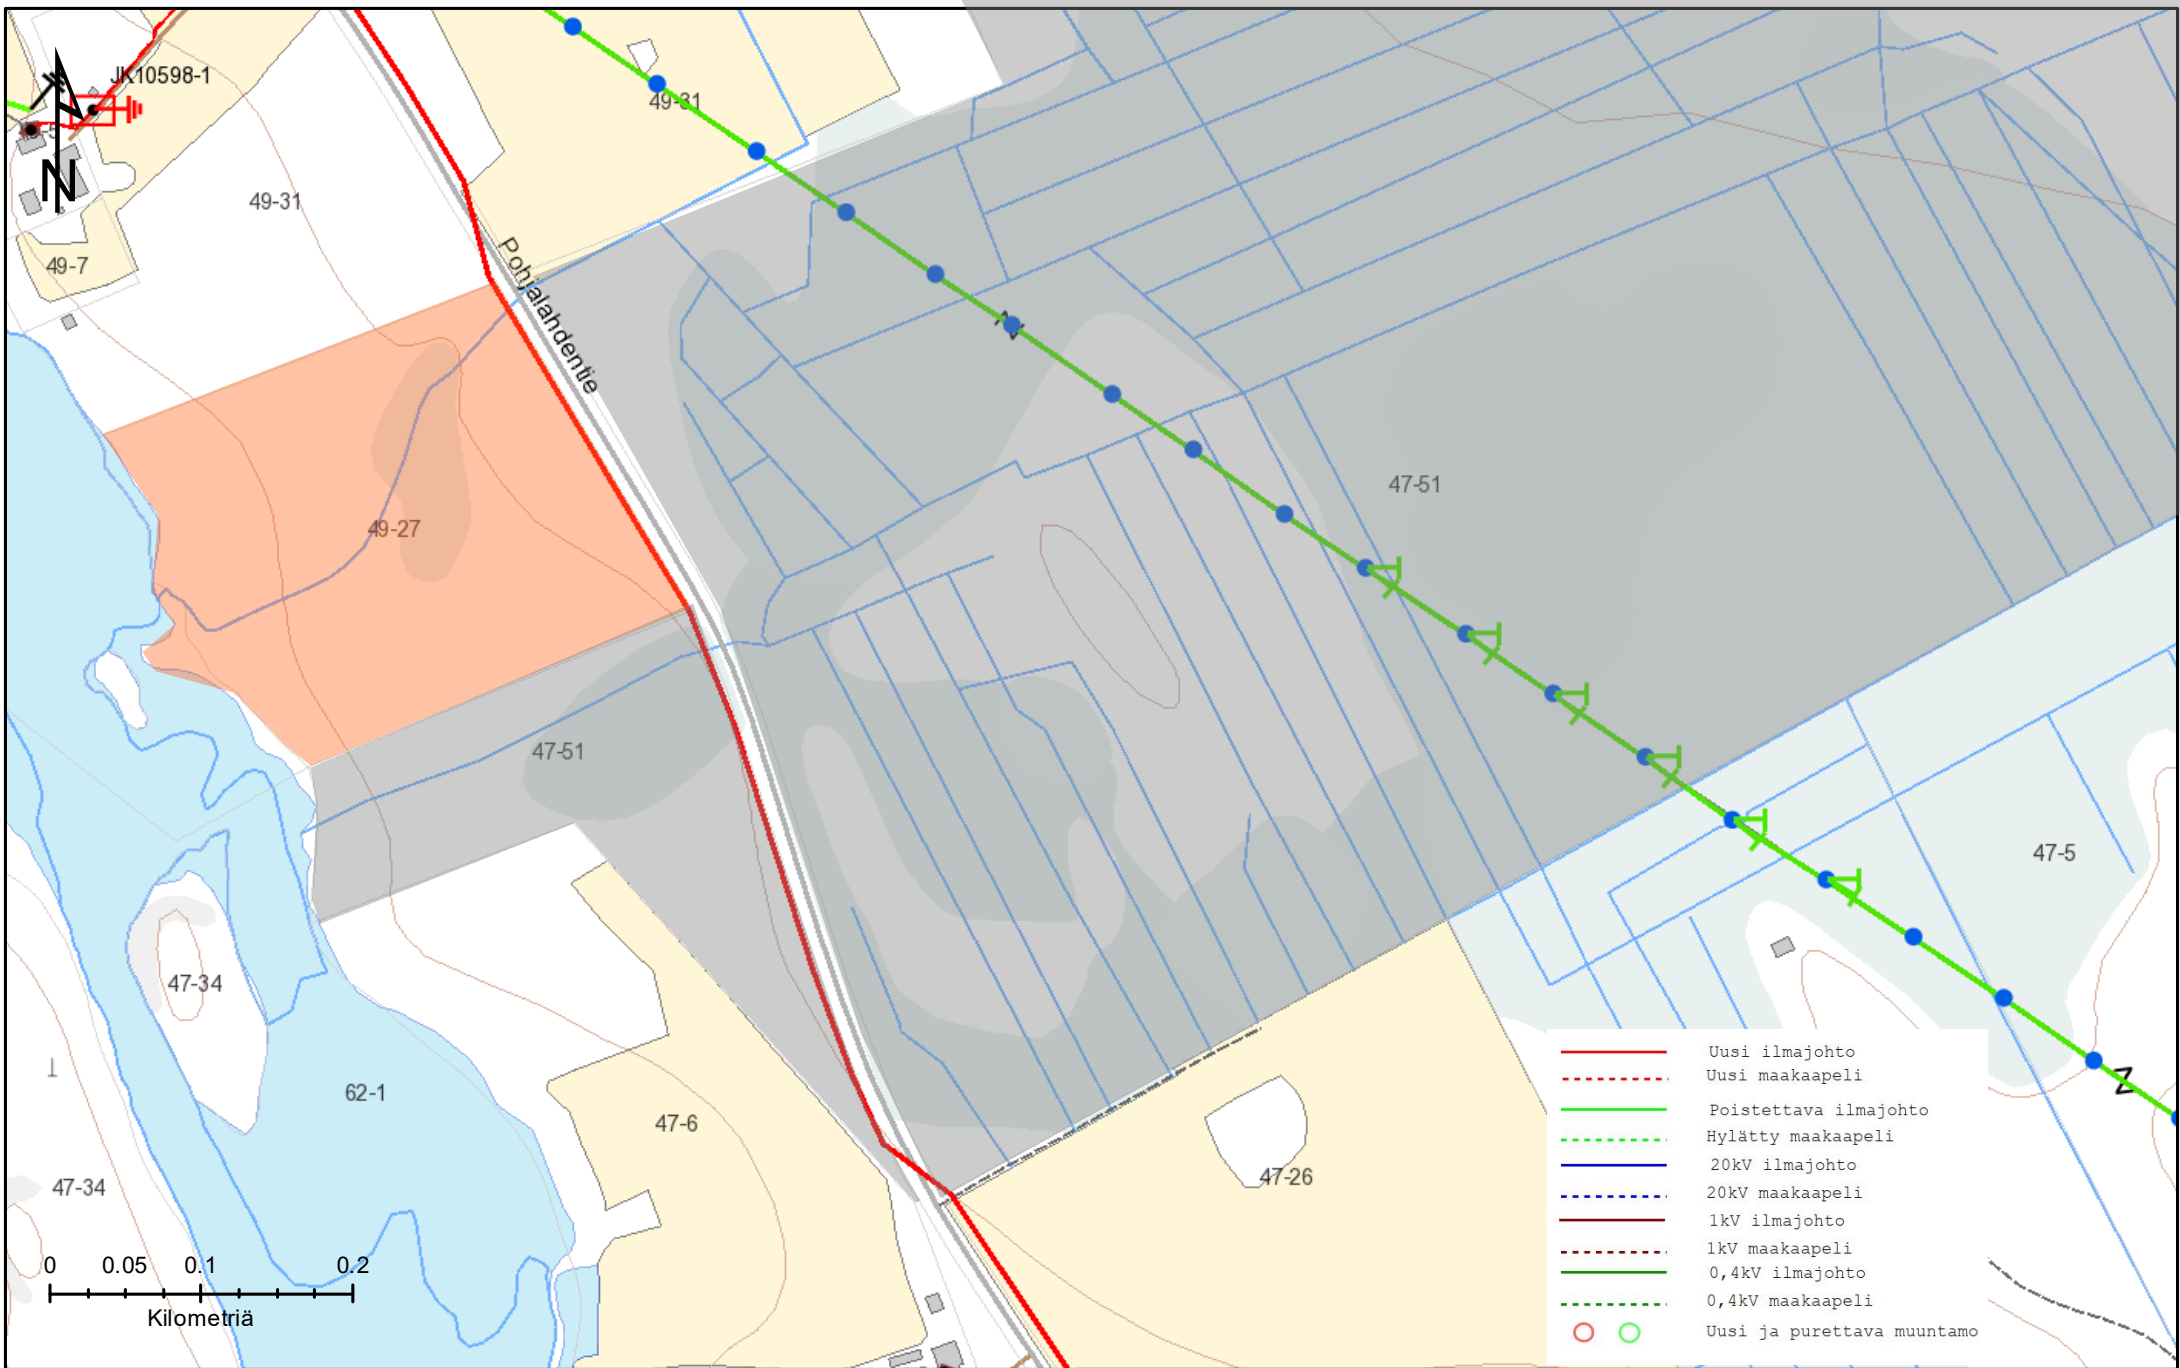 JK10598-1
49-31
49-31
49-7
N
Pohjalahdentie
49-27
47-51
47-51
47-5
47-34
62-1
47-6
47-34
47-26
0 0.05 0.1 0.2
Kilometriä
Uusi ilmajohto
Uusi maakaapeli
Poistettava ilmajohto
Hylätty maakaapeli
20kV ilmajohto
20kV maakaapeli
1kV ilmajohto
1kV maakaapeli
0,4kV ilmajohto
0,4kV maakaapeli
Uusi ja purettava muuntamo